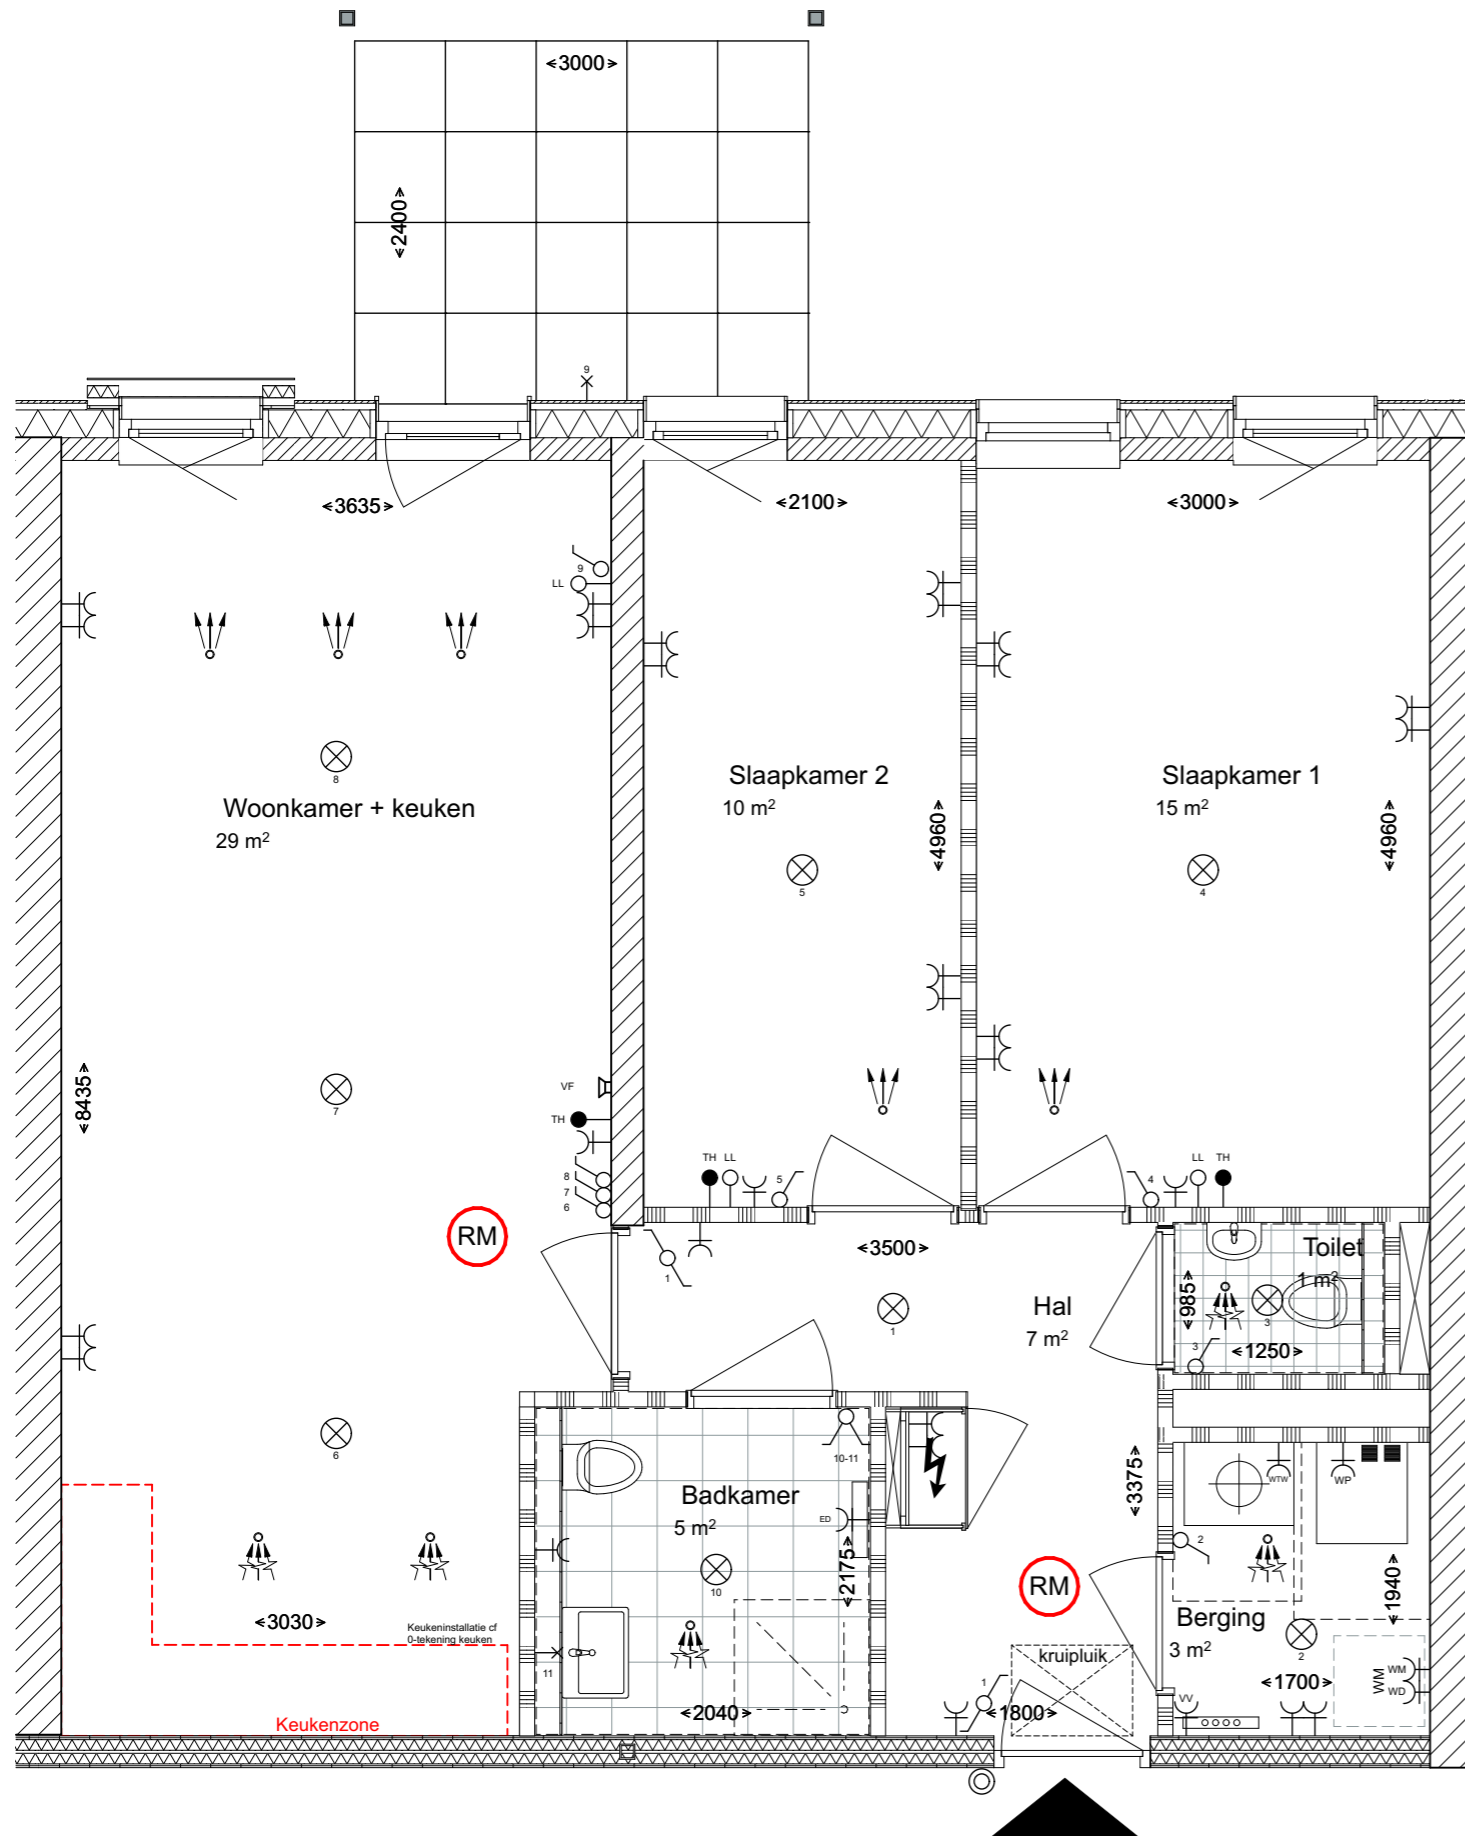 3000
2400
9
3635
2100
3000
9
LL
8
Woonkamer + keuken
29 m²
Slaapkamer 2
10 m²
Slaapkamer 1
15 m²
4960
4960
5
4
8435
7
VF
TH
8
7
6
TH
LL
5
4
LL
TH
RM
1
3500
1
Hal
7 m²
Toilet
1 m²
985
3
3
1250
6
10-11
Badkamer
5 m²
ED
2175
10
3375
WTW
WP
2
RM
1940
Berging
3 m²
2
3030
Keukeninstallatie cf
0-tekening keuken
11
kruipluik
1700
WM
WM
WD
Keukenzone
2040
1
1800
VV